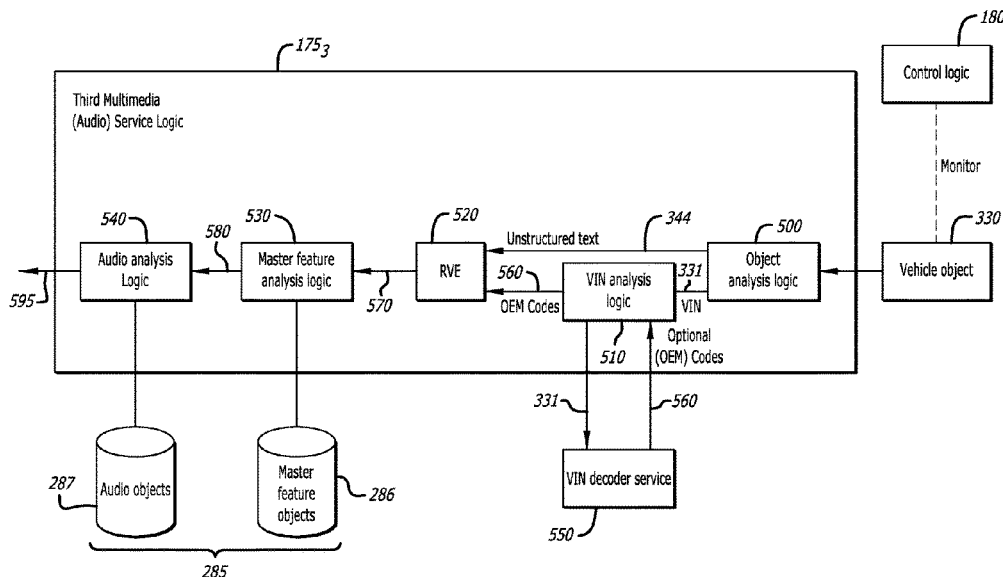 175 3
180
Control logic
Third Multimedia
(Audio) Service Logic
Monitor
540
580
530
520
344
500
330
Unstructured text
Audio analysis
Logic
Master feature
analysis logic
RVE
560
OEM Codes
VIN analysis
logic
331
VIN
Object
analysis logic
Vehicle object
595
570
510
Optional
(OEM) Codes
331
560
287
Audio objects
Master
feature
objects
286
VIN decoder service
550
285